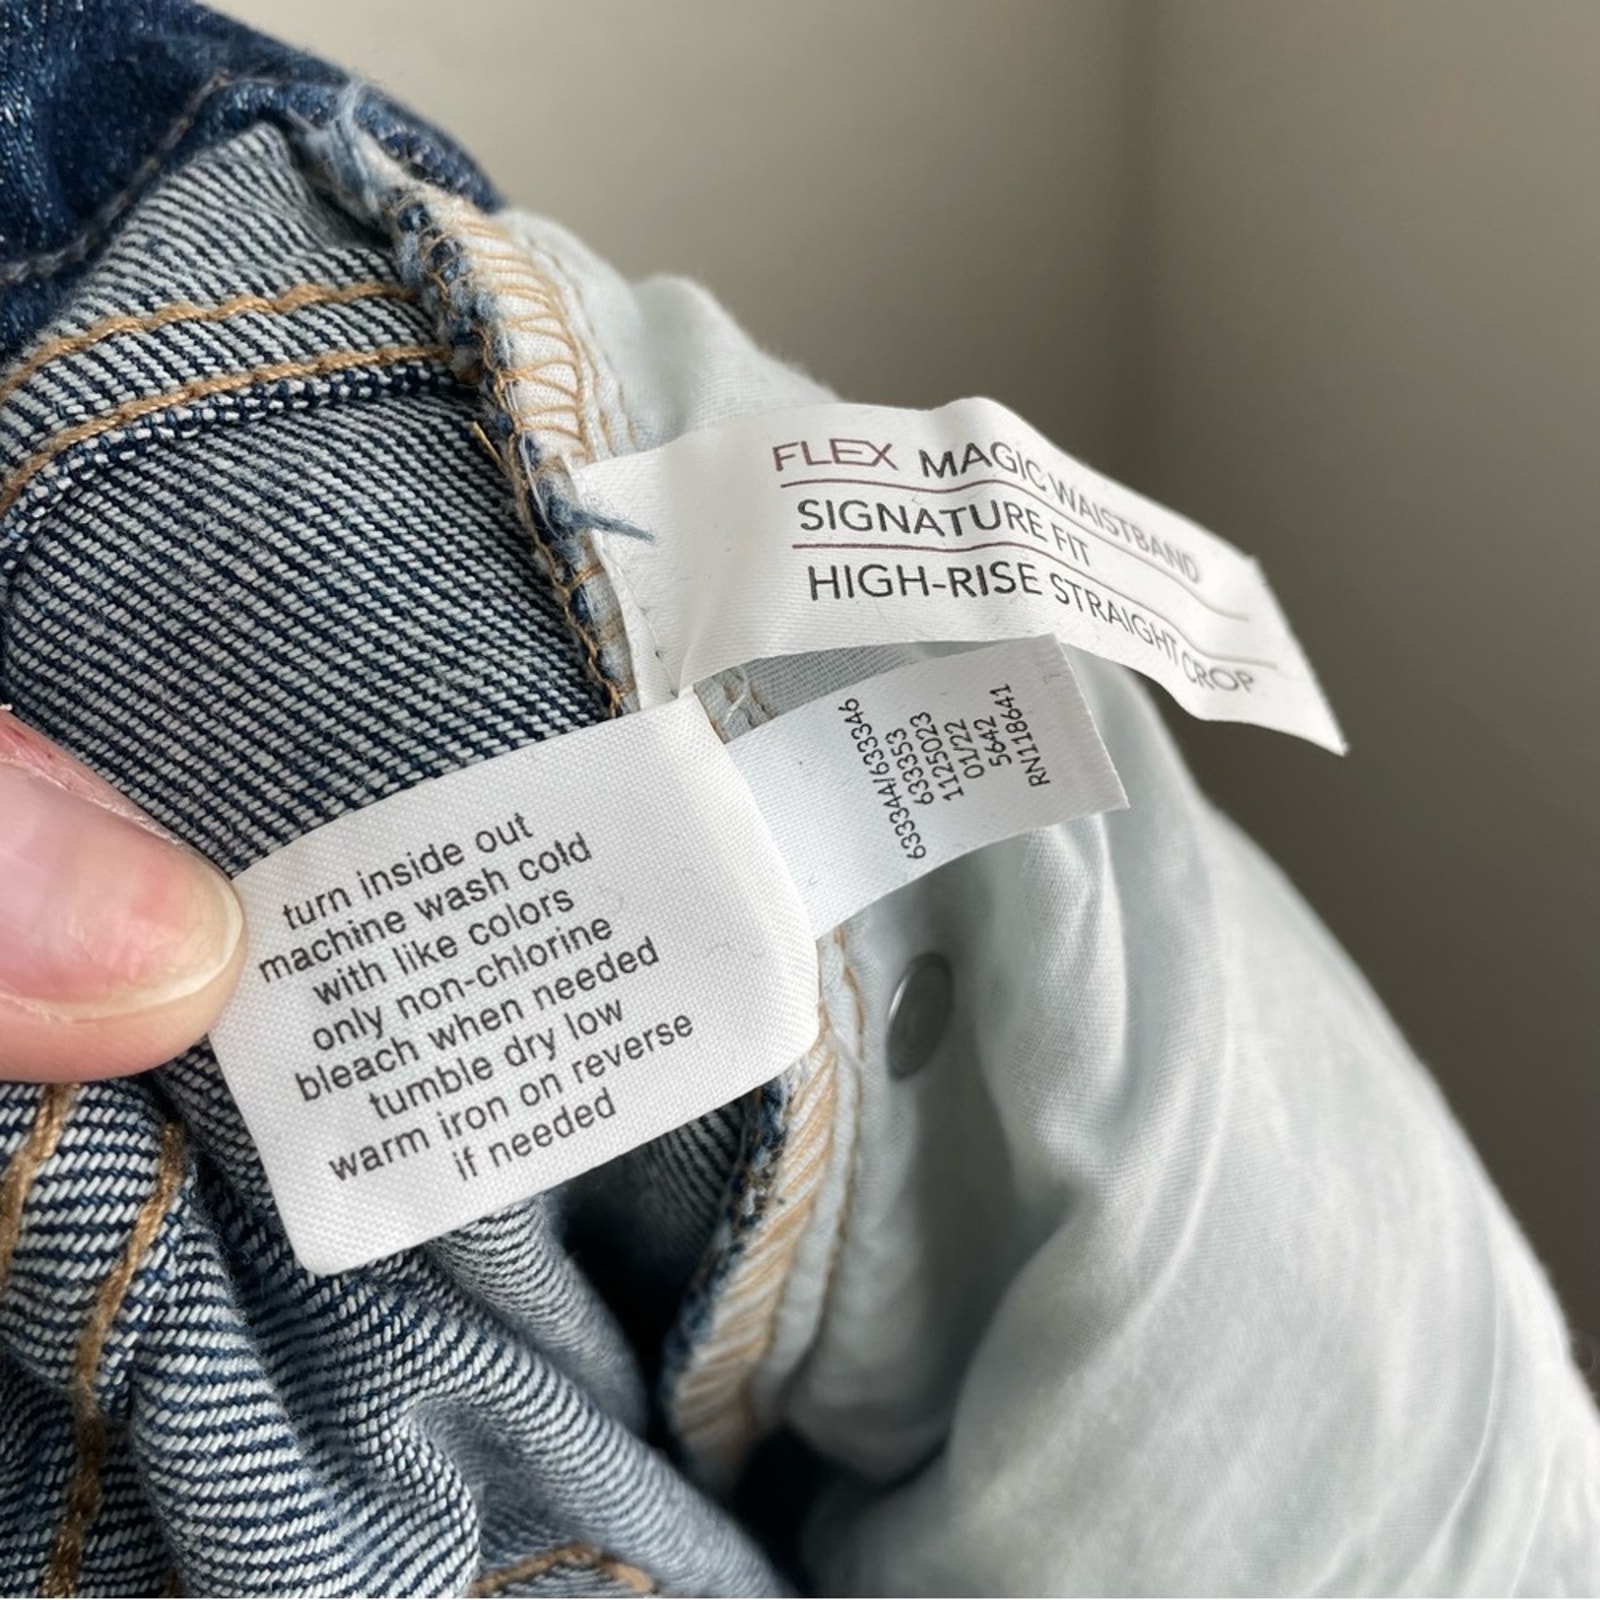 FLEX MAGIC WAISTBAND
SIGNATURE FIT
HIGH-RISE STRAIGHT CROP
633344/633346
633353
1125023
01/22
5642
RN118641
turn inside out
machine wash cold
with like colors
only non-chlorine
bleach when needed
tumble dry low
warm iron on reverse
if needed